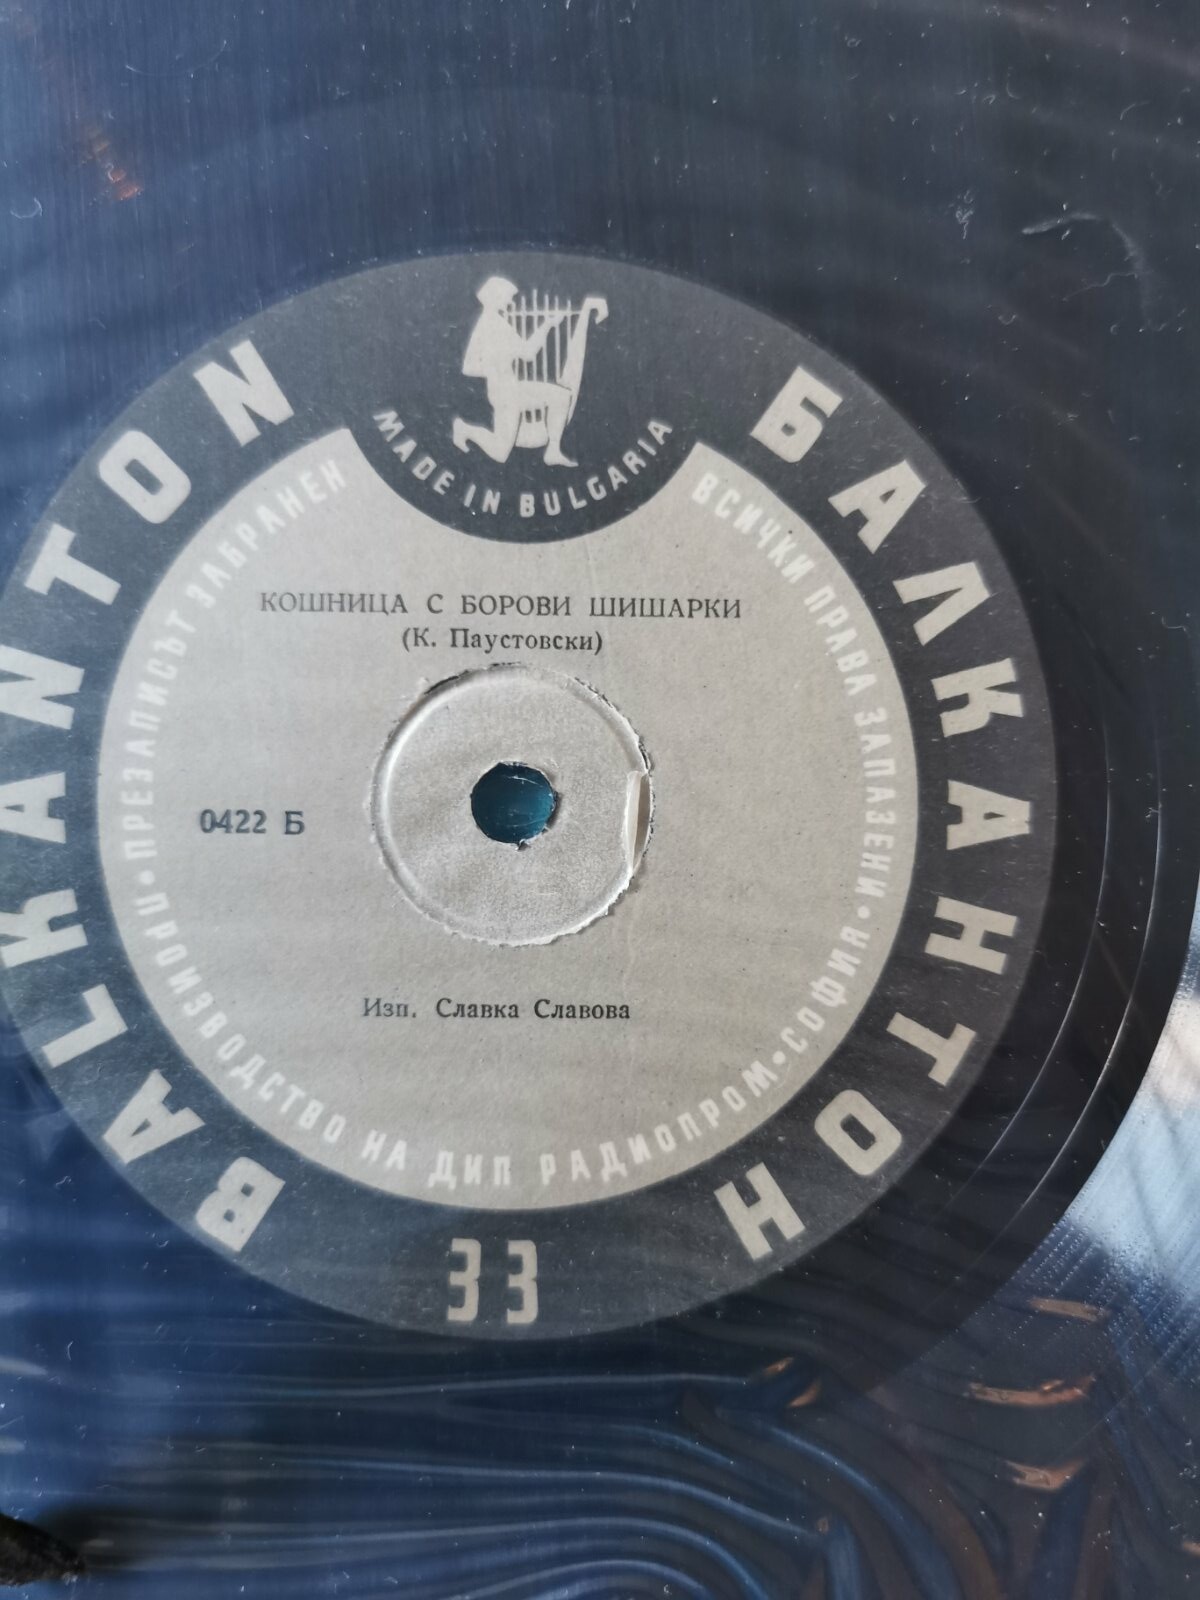 BALKANTON
БАЛКАНТОН
MADE IN BULGARIA
ПРЕЗАПИСЪТ ЗАБРАНЕН
ВСИЧКИ ПРАВА ЗАПАЗЕНИ
КОШНИЦА С БОРОВИ ШИШАРКИ
(К. Паустовски)
0422 Б
Изп. Славка Славова
ПРОИЗВОДСТВО НА ДИП РАДИОПРОМ • СОФИЯ •
33